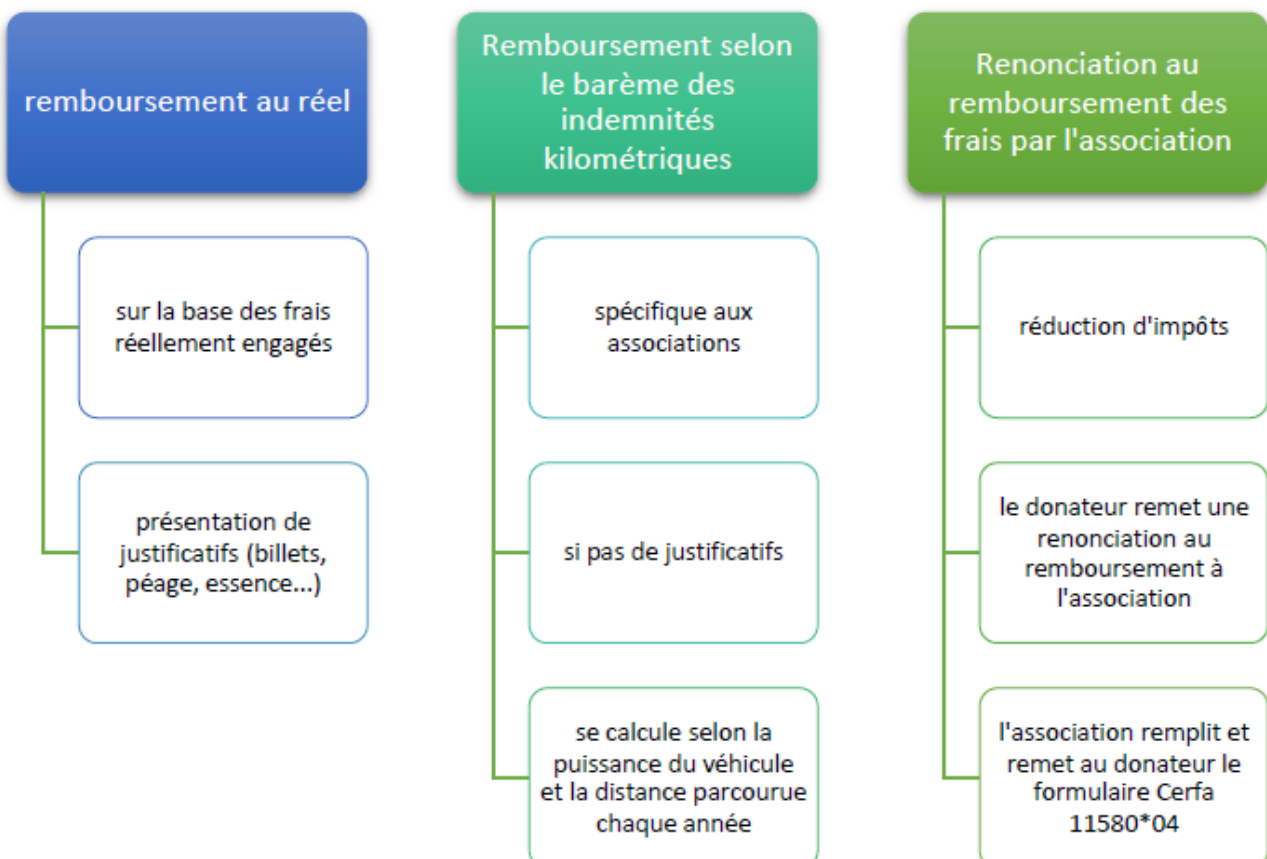 remboursement au réel
sur la base des frais
réellement engagés
présentation de
justificatifs (billets,
péage, essence...)
Remboursement selon
le barème des
indemnités
kilométriques
spécifique aux
associations
si pas de justificatifs
se calcule selon la
puissance du véhicule
et la distance parcourue
chaque année
Renonciation au
remboursement des
frais par l'association
réduction d'impôts
le donateur remet une
renonciation au
remboursement à
l'association
l'association remplit et
remet au donateur le
formulaire Cerfa
11580*04